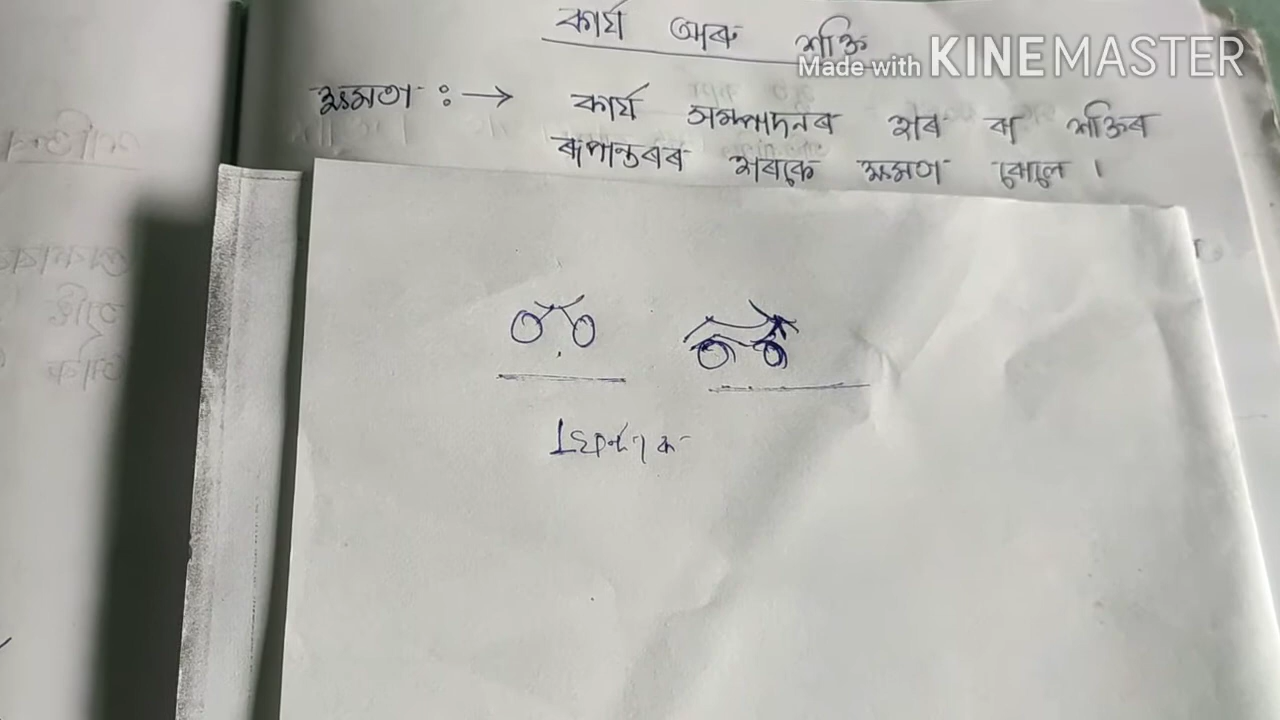 কাৰ্য আৰু শক্তি
Made with KINEMASTER
ক্ষমতা :→ কাৰ্য সম্পাদনৰ হাৰ বা শক্তিৰ
ৰূপান্তৰৰ হাৰকে ক্ষমতা বোলে ।